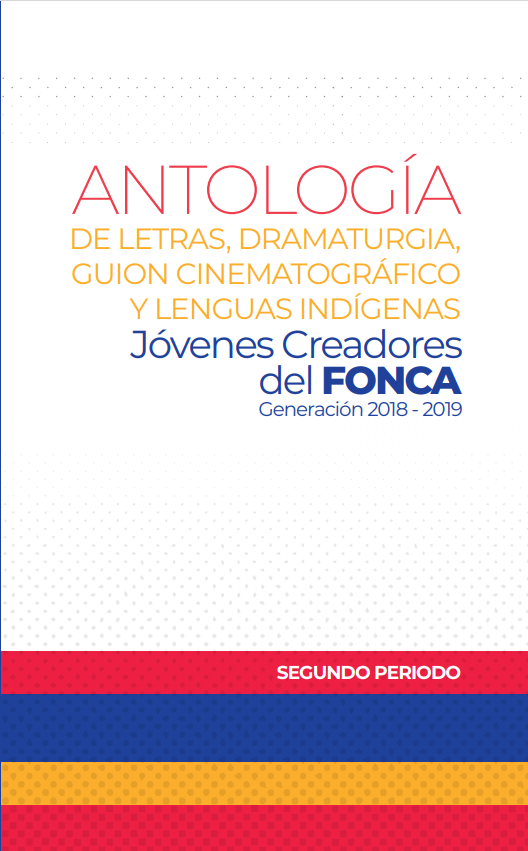 ANTOLOGÍA
DE LETRAS, DRAMATURGIA,
GUION CINEMATOGRÁFICO
Y LENGUAS INDÍGENAS
Jóvenes Creadores
del FONCA
Generación 2018 - 2019
SEGUNDO PERIODO